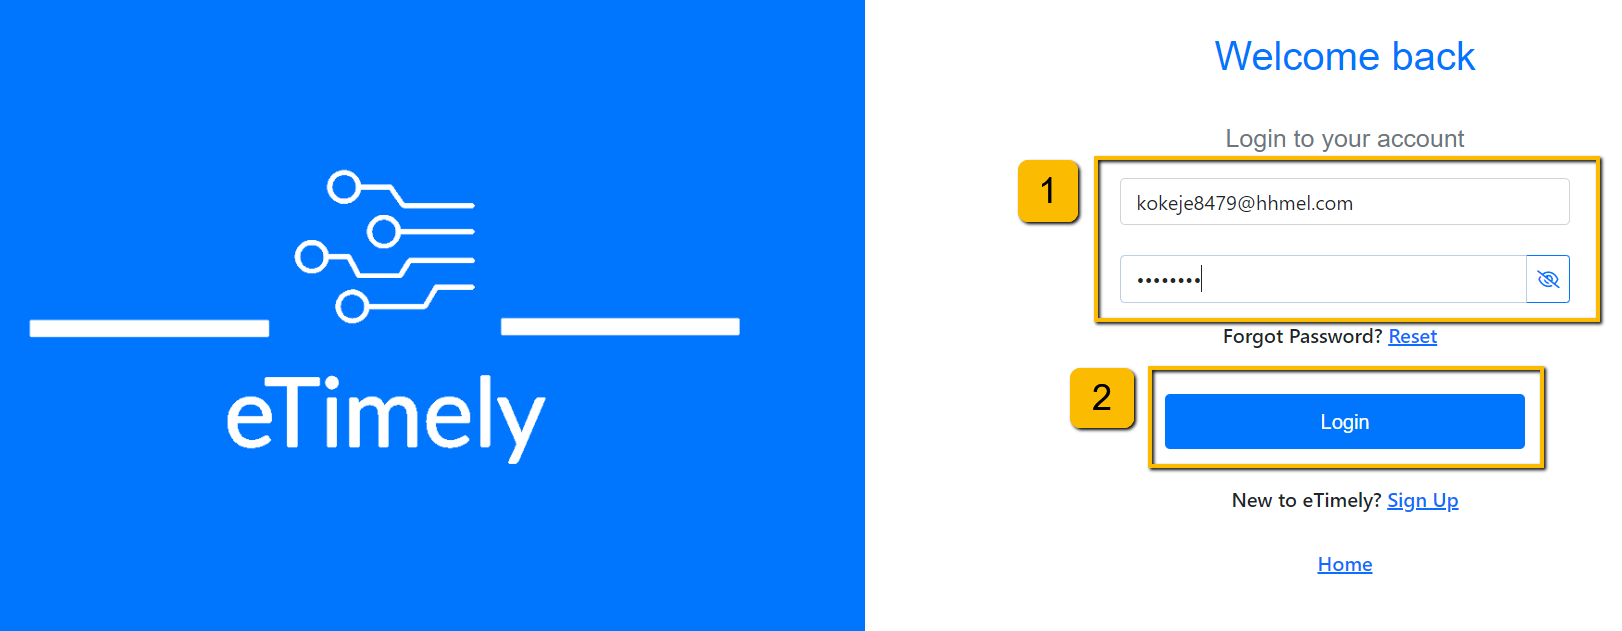 eTimely
Welcome back
Login to your account
1
kokeje8479@hhmel.com
••••••••
Forgot Password? Reset
2
Login
New to eTimely? Sign Up
Home